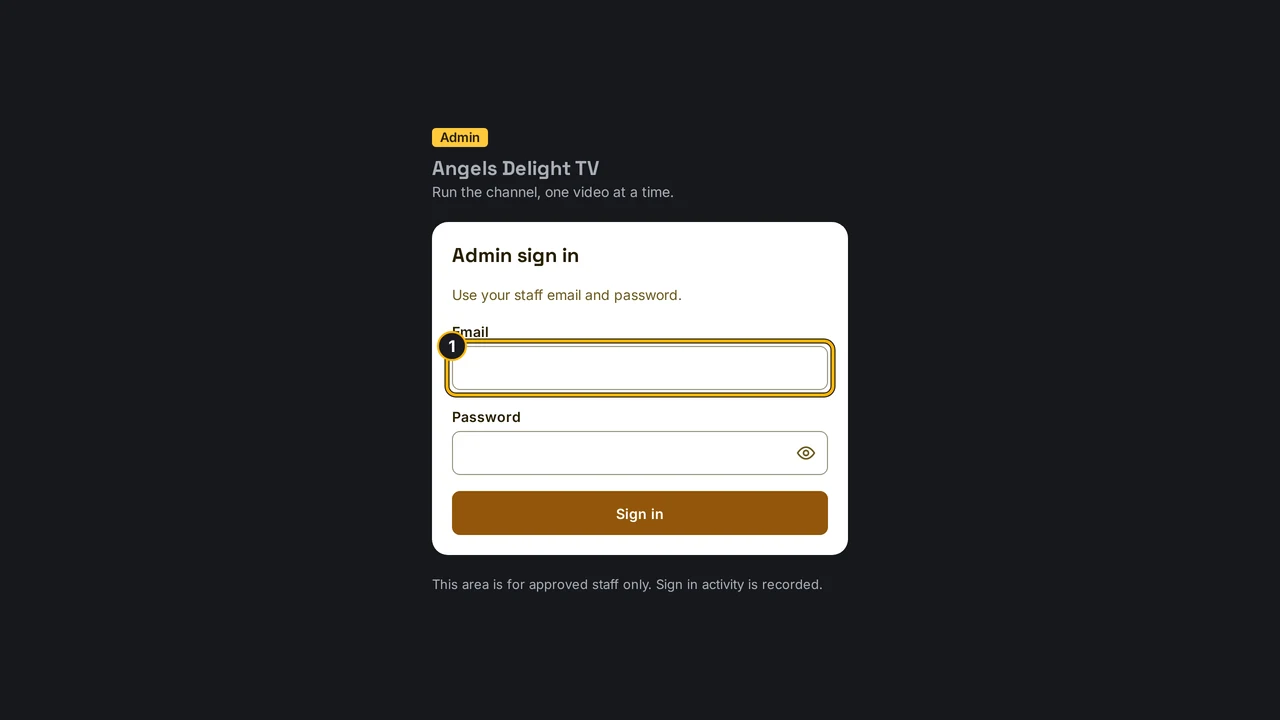 Admin
Angels Delight TV
Run the channel, one video at a time.
Admin sign in
Use your staff email and password.
Email
1
Password
Sign in
This area is for approved staff only. Sign in activity is recorded.